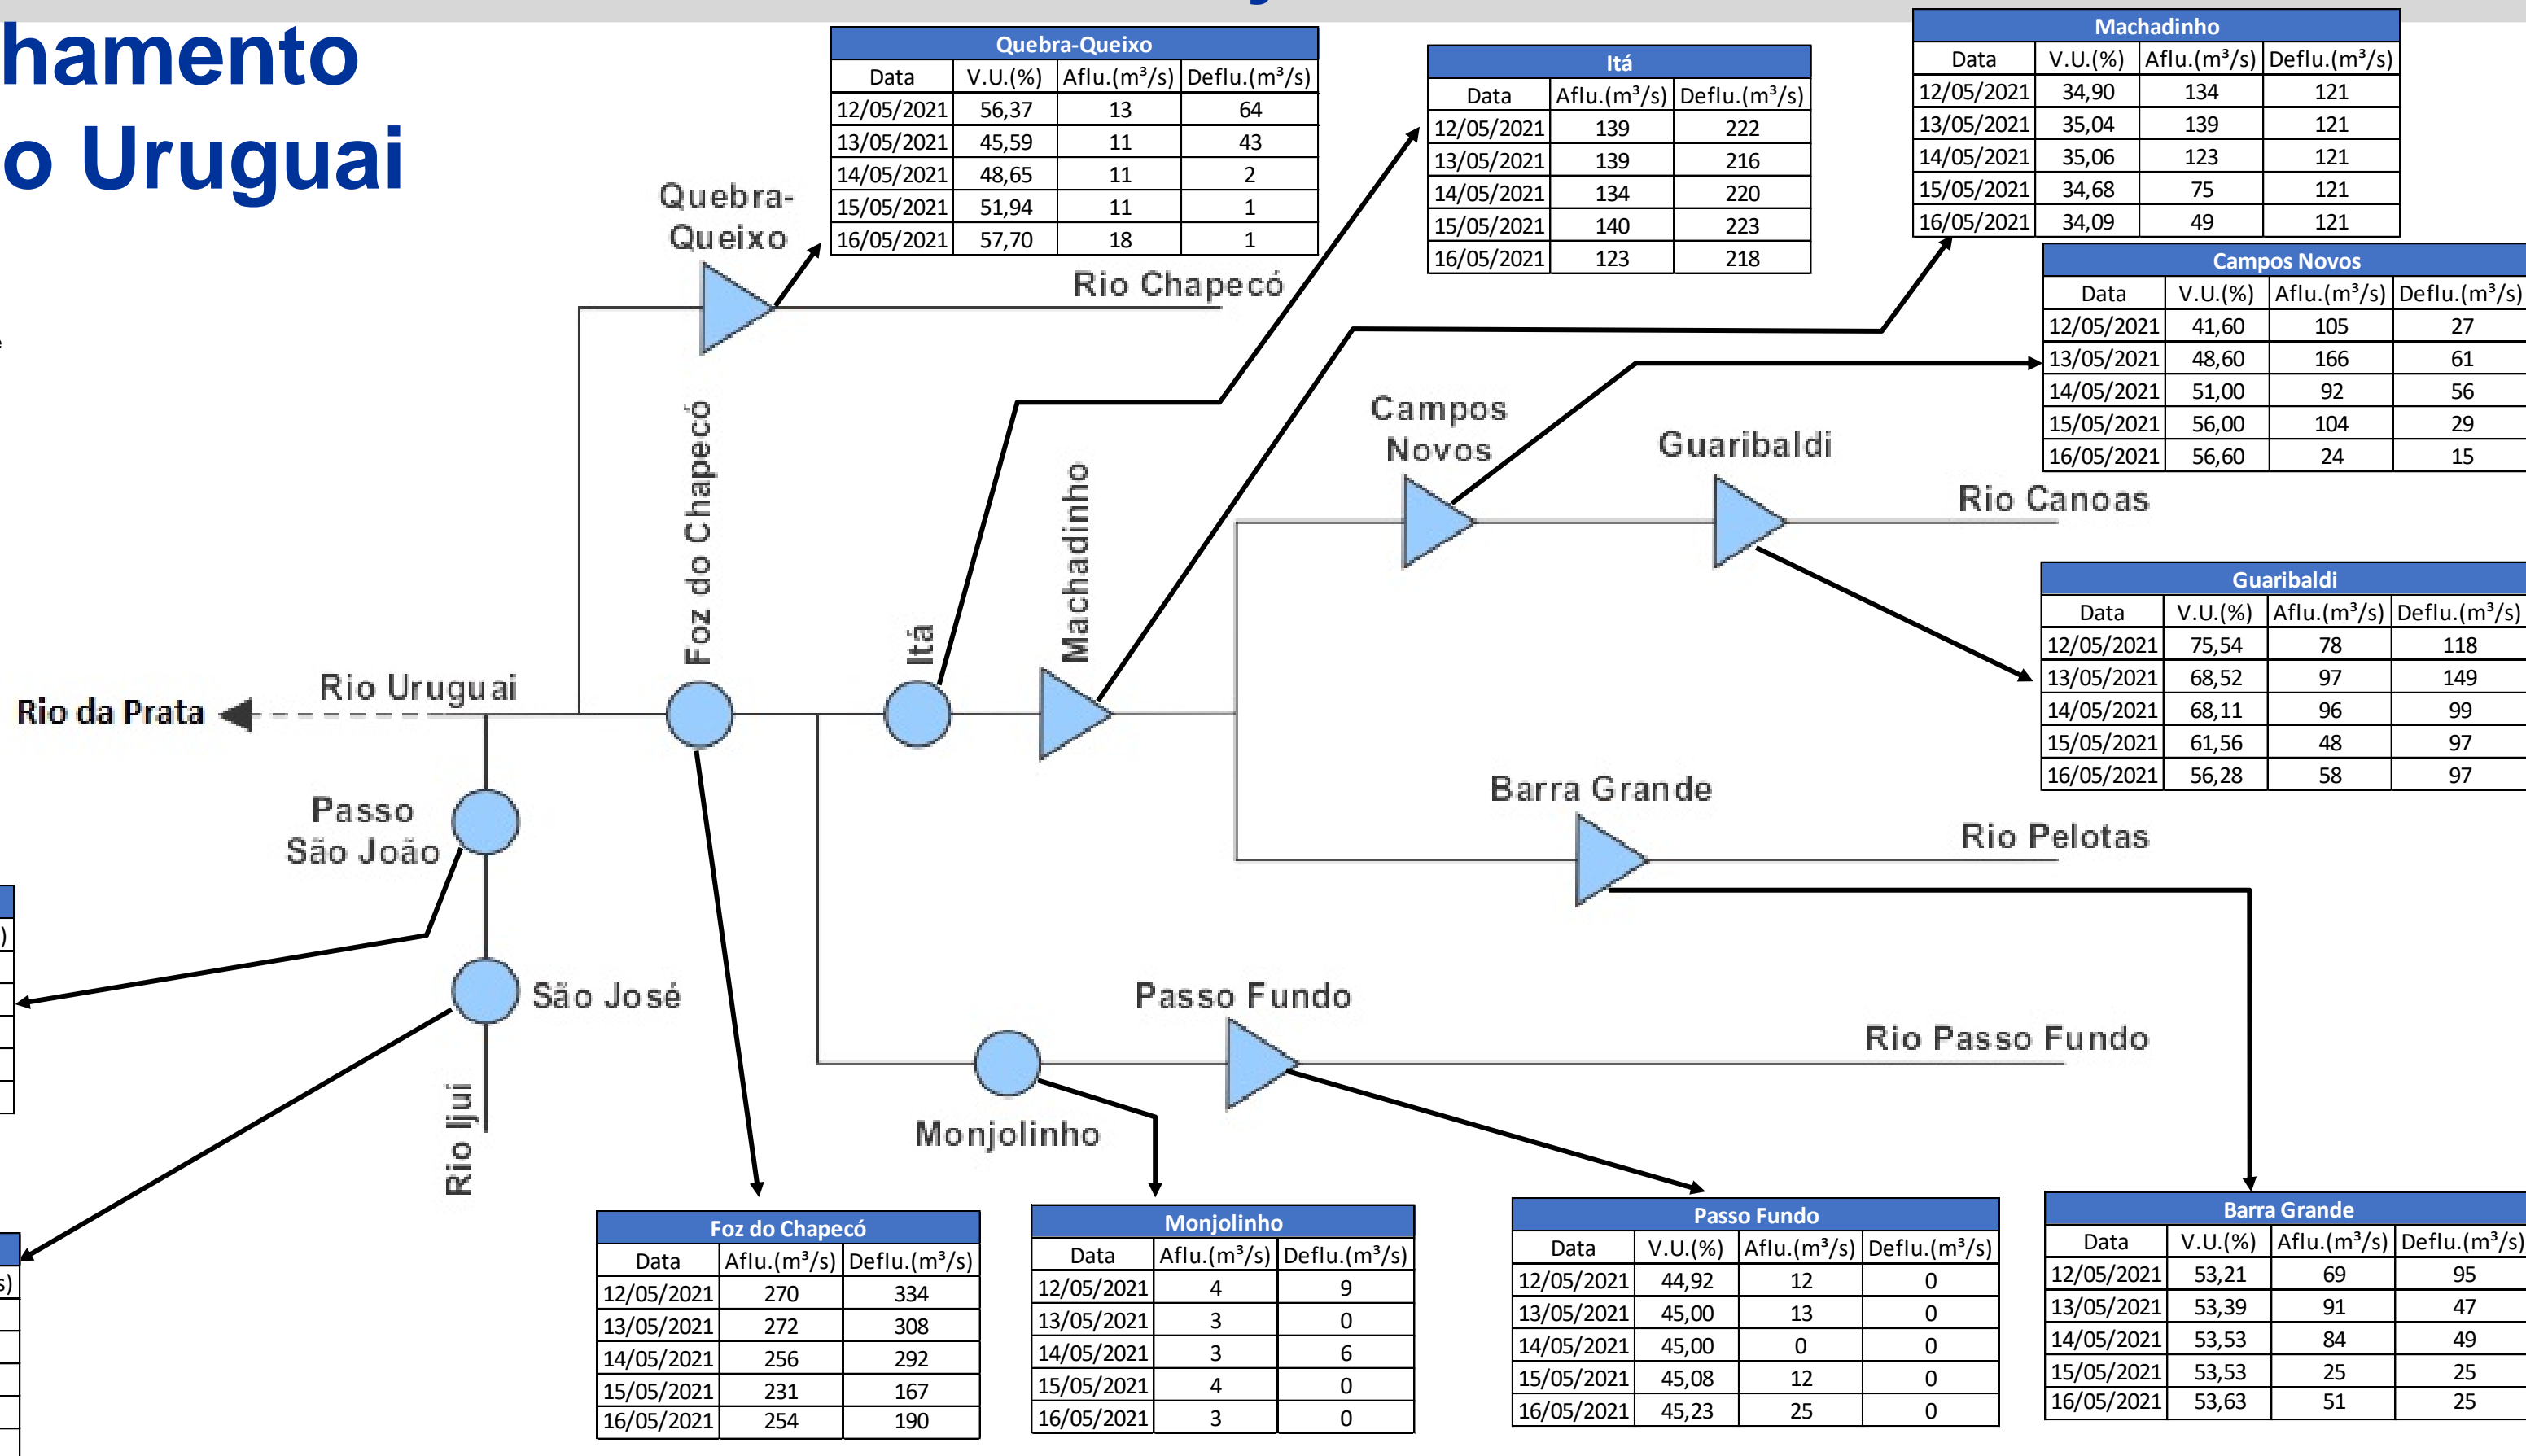 hamento
o Uruguai
Quebra-Queixo
Data V.U.(%) Aflu.(m³/s) Deflu.(m³/s)
12/05/2021 56,37 13 64
13/05/2021 45,59 11 43
14/05/2021 48,65 11 2
15/05/2021 51,94 11 1
16/05/2021 57,70 18 1
Itá
Data Aflu.(m³/s) Deflu.(m³/s)
12/05/2021 139 222
13/05/2021 139 216
14/05/2021 134 220
15/05/2021 140 223
16/05/2021 123 218
Machadinho
Data V.U.(%) Aflu.(m³/s) Deflu.(m³/s)
12/05/2021 34,90 134 121
13/05/2021 35,04 139 121
14/05/2021 35,06 123 121
15/05/2021 34,68 75 121
16/05/2021 34,09 49 121
Campos Novos
Data V.U.(%) Aflu.(m³/s) Deflu.(m³/s)
12/05/2021 41,60 105 27
13/05/2021 48,60 166 61
14/05/2021 51,00 92 56
15/05/2021 56,00 104 29
16/05/2021 56,60 24 15
Quebra-
Queixo
Rio Chapecó
Foz do Chapecó
Itá
Machadinho
Campos
Novos
Guaribaldi
Rio Canoas
Guaribaldi
Data V.U.(%) Aflu.(m³/s) Deflu.(m³/s)
12/05/2021 75,54 78 118
13/05/2021 68,52 97 149
14/05/2021 68,11 96 99
15/05/2021 61,56 48 97
16/05/2021 56,28 58 97
Rio da Prata
Rio Uruguai
Passo
São João
Barra Grande
Rio Pelotas
)
São José
Passo Fundo
Rio Passo Fundo
Monjolinho
Rio Ijuí
s)
Foz do Chapecó
Data Aflu.(m³/s) Deflu.(m³/s)
12/05/2021 270 334
13/05/2021 272 308
14/05/2021 256 292
15/05/2021 231 167
16/05/2021 254 190
Monjolinho
Data Aflu.(m³/s) Deflu.(m³/s)
12/05/2021 4 9
13/05/2021 3 0
14/05/2021 3 6
15/05/2021 4 0
16/05/2021 3 0
Passo Fundo
Data V.U.(%) Aflu.(m³/s) Deflu.(m³/s)
12/05/2021 44,92 12 0
13/05/2021 45,00 13 0
14/05/2021 45,00 0 0
15/05/2021 45,08 12 0
16/05/2021 45,23 25 0
Barra Grande
Data V.U.(%) Aflu.(m³/s) Deflu.(m³/s)
12/05/2021 53,21 69 95
13/05/2021 53,39 91 47
14/05/2021 53,53 84 49
15/05/2021 53,53 25 25
16/05/2021 53,63 51 25